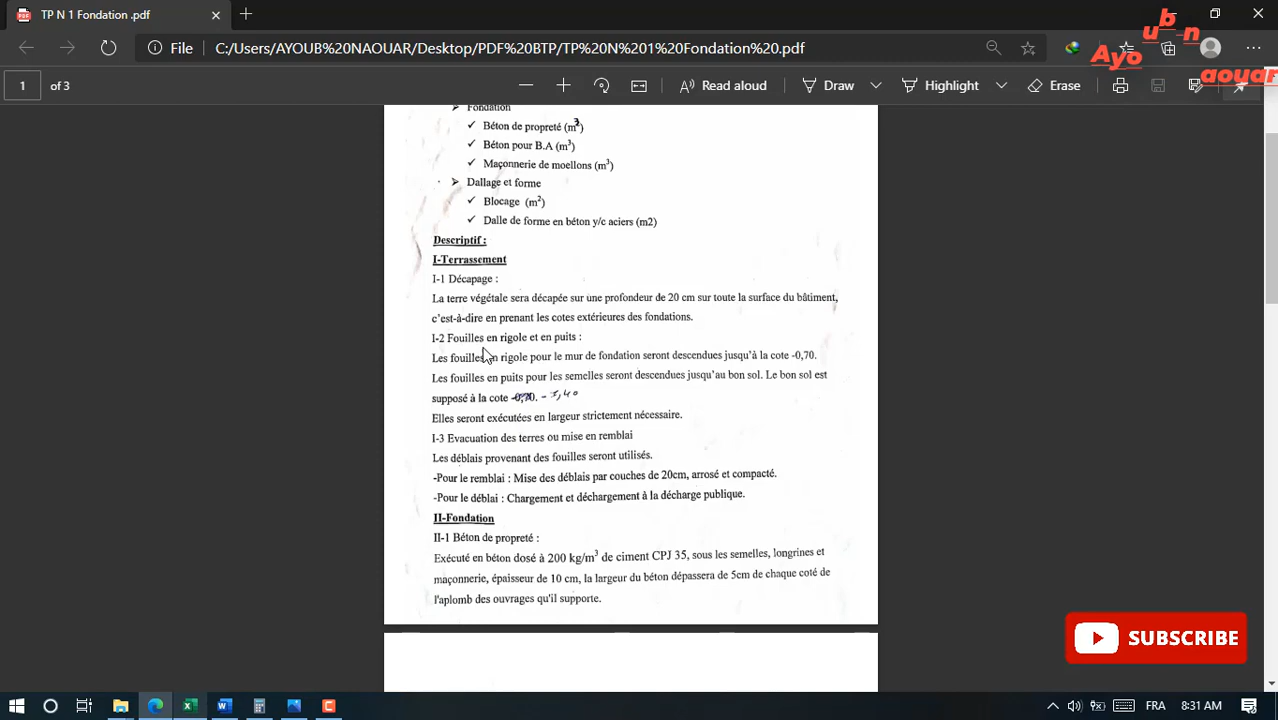 TP N 1 Fondation .pdf
File
C:/Users/AYOUB%20NAOUAR/Desktop/PDF%20BTP/TP%20N%201%20Fondation%20.pdf
Ayoub-naouar
1 of 3
Read aloud
Draw
Highlight
Erase
➢ Fondation
✓ Béton de propreté (m³)
✓ Béton pour B.A (m³)
✓ Maçonnerie de moellons (m³)
➢ Dallage et forme
✓ Blocage (m²)
✓ Dalle de forme en béton y/c aciers (m2)
Descriptif :
I-Terrassement
I-1 Décapage :
La terre végétale sera décapée sur une profondeur de 20 cm sur toute la surface du bâtiment,
c'est-à-dire en prenant les cotes extérieures des fondations.
I-2 Fouilles en rigole et en puits :
Les fouilles en rigole pour le mur de fondation seront descendues jusqu'à la cote -0,70.
Les fouilles en puits pour les semelles seront descendues jusqu'au bon sol. Le bon sol est
supposé à la cote
Elles seront exécutées en largeur strictement nécessaire.
I-3 Evacuation des terres ou mise en remblai
Les déblais provenant des fouilles seront utilisés.
-Pour le remblai : Mise des déblais par couches de 20cm, arrosé et compacté.
-Pour le déblai : Chargement et déchargement à la décharge publique.
II-Fondation
II-1 Béton de propreté :
Exécuté en béton dosé à 200 kg/m³ de ciment CPJ 35, sous les semelles, longrines et
maçonnerie, épaisseur de 10 cm, la largeur du béton dépassera de 5cm de chaque coté de
l'aplomb des ouvrages qu'il supporte.
SUBSCRIBE
FRA
8:31 AM